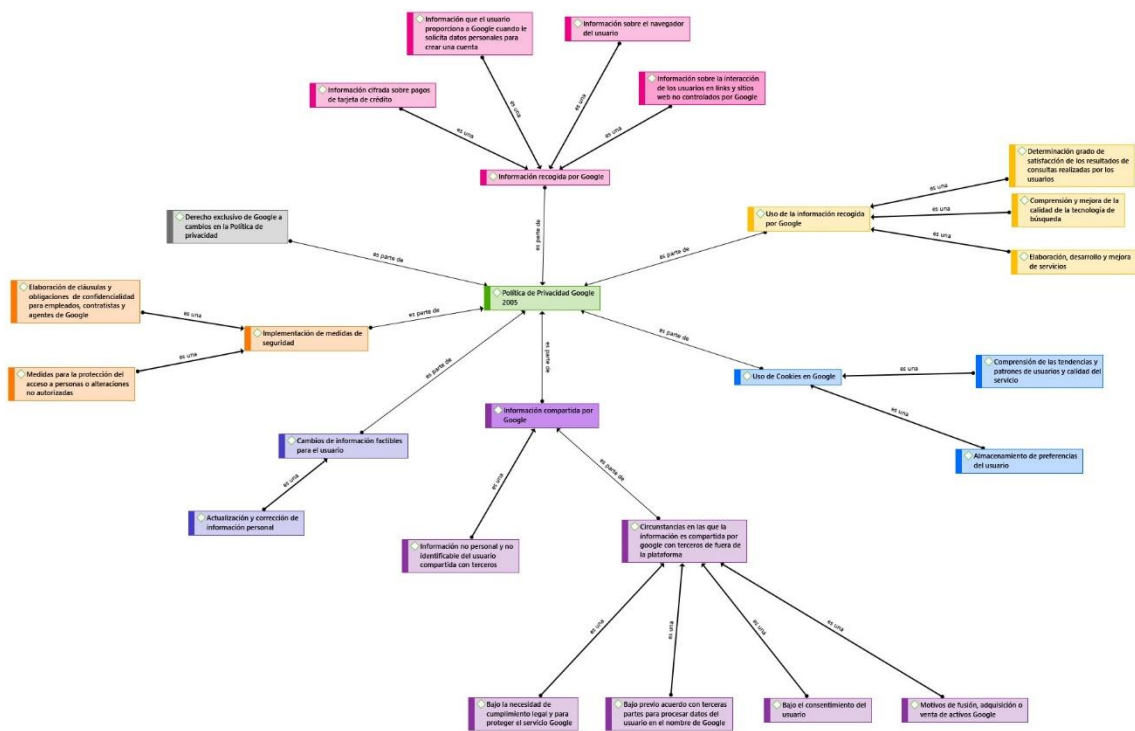 Información que el usuario
proporciona a Google cuando le
solicita datos personales para
crear una cuenta
Información sobre el navegador
del usuario
Información cifrada sobre pagos
de tarjeta de crédito
Información sobre la interacción
de los usuarios en links y sitios
web no controlados por Google
es una
es una
es una
es una
Información recogida por Google
Determinación grado de
satisfacción de los resultados de
consultas realizadas por los
usuarios
Comprensión y mejora de la
calidad de la tecnología de
búsqueda
Elaboración, desarrollo y mejora
de servicios
es una
es una
es una
Uso de la información recogida
por Google
Derecho exclusivo de Google a
cambios en la Política de
privacidad
es parte de
es parte de
es parte de
Elaboración de cláusulas y
obligaciones de confidencialidad
para empleados, contratistas y
agentes de Google
es una
Implementación de medidas de
seguridad
es parte de
Política de Privacidad Google
2005
Medidas para la protección del
acceso a personas o alteraciones
no autorizadas
es una
es parte de
es parte de
es parte de
Uso de Cookies en Google
es una
Comprensión de las tendencias y
patrones de usuarios y calidad del
servicio
es una
Almacenamiento de preferencias
del usuario
Cambios de información factibles
para el usuario
es una
Actualización y corrección de
información personal
Información compartida por
Google
es una
es parte de
Información no personal y no
identificable del usuario
compartida con terceros
Circunstancias en las que la
información es compartida por
google con terceros de fuera de
la plataforma
es una
es una
es una
es una
Bajo la necesidad de
cumplimiento legal y para
proteger el servicio Google
Bajo previo acuerdo con terceras
partes para procesar datos del
usuario en el nombre de Google
Bajo el consentimiento del
usuario
Motivos de fusión, adquisición o
venta de activos Google